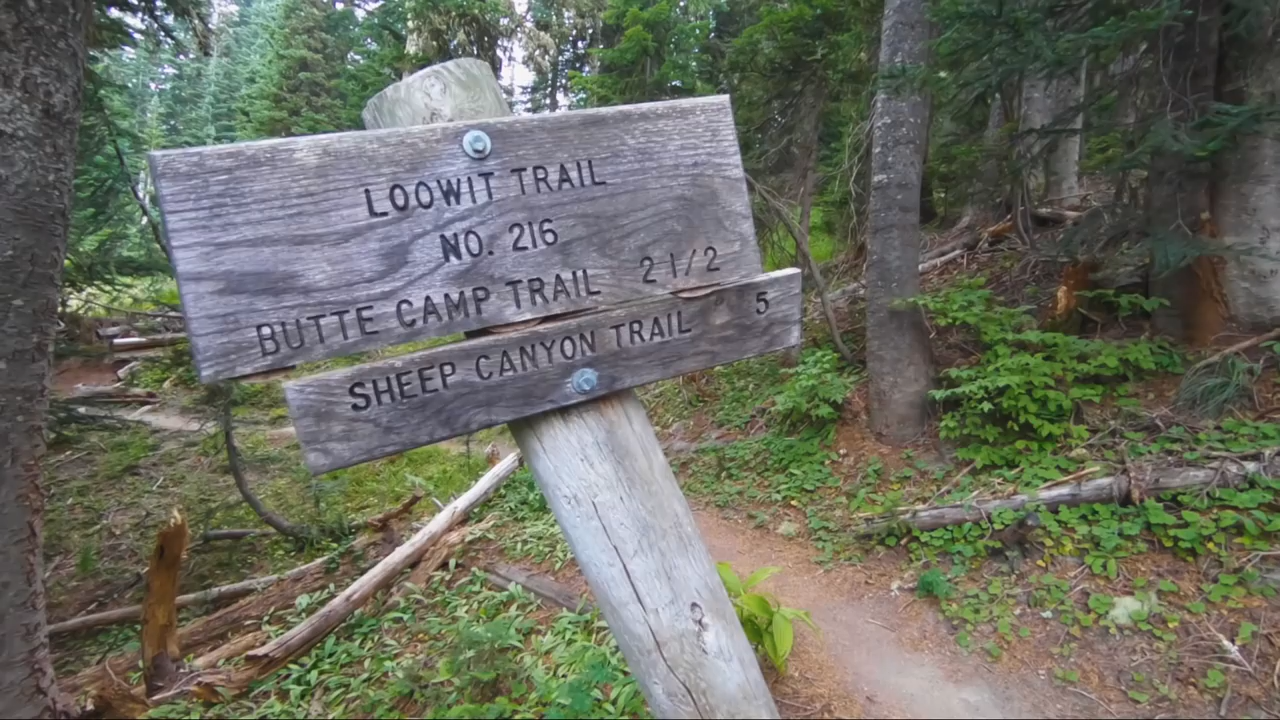 LOOWIT TRAIL
NO. 216
BUTTE CAMP TRAIL 2 1/2
SHEEP CANYON TRAIL 5